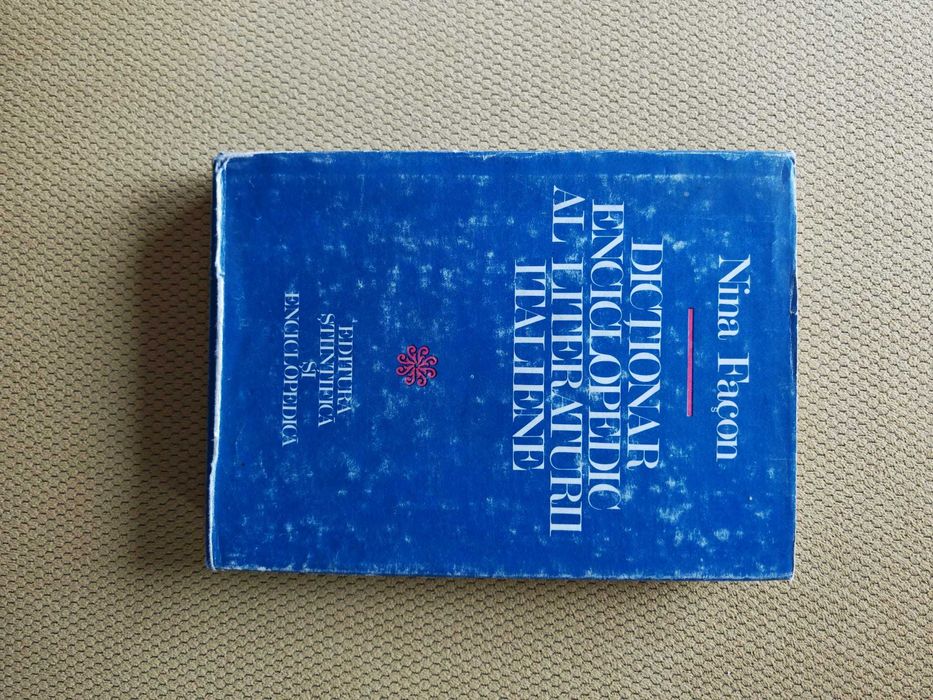 Nina Façon
DICȚIONAR
ENCICLOPEDIC
AL LITERATURII
ITALIENE
EDITURA
ȘTIINȚIFICĂ
ȘI
ENCICLOPEDICĂ